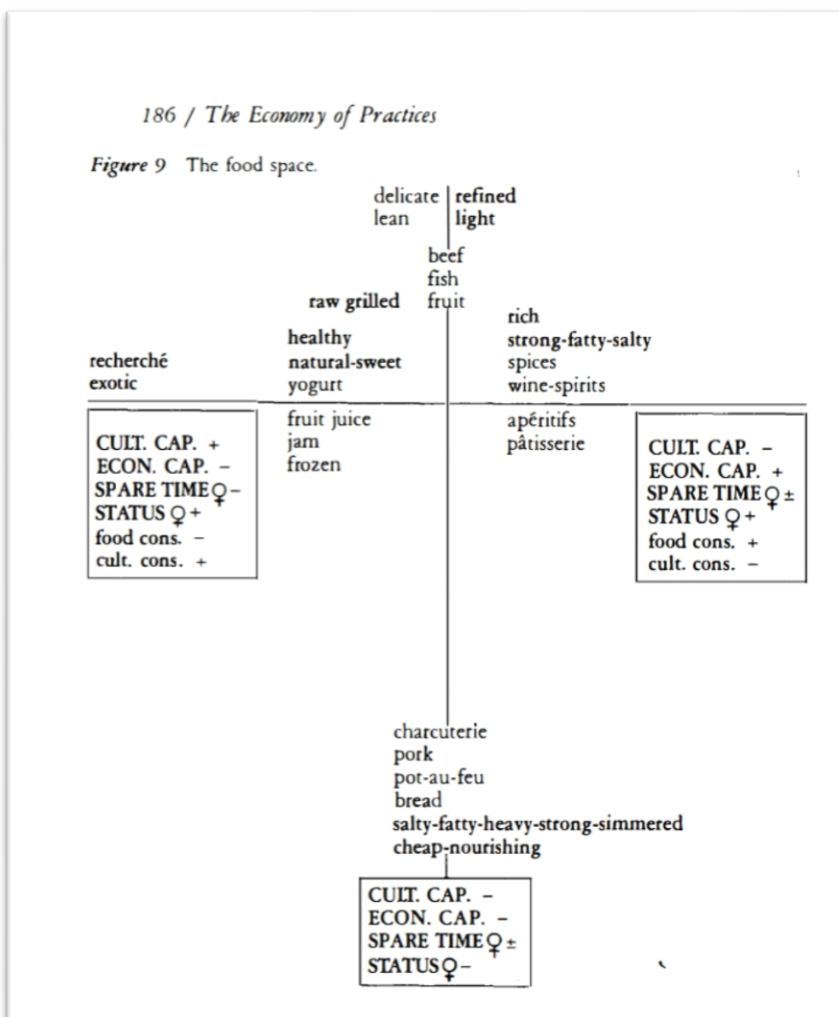 186 / The Economy of Practices
Figure 9 The food space.
delicate refined
lean light
beef
fish
raw grilled fruit
rich
healthy strong-fatty-salty
recherché natural-sweet spices
exotic yogurt wine-spirits
fruit juice apéritifs
jam pâtisserie
frozen
CULT. CAP. +
ECON. CAP. –
SPARE TIME♀–
STATUS ♀+
food cons. –
cult. cons. +
CULT. CAP. –
ECON. CAP. +
SPARE TIME♀±
STATUS ♀+
food cons. +
cult. cons. –
charcuterie
pork
pot-au-feu
bread
salty-fatty-heavy-strong-simmered
cheap-nourishing
CULT. CAP. –
ECON. CAP. –
SPARE TIME♀±
STATUS♀–